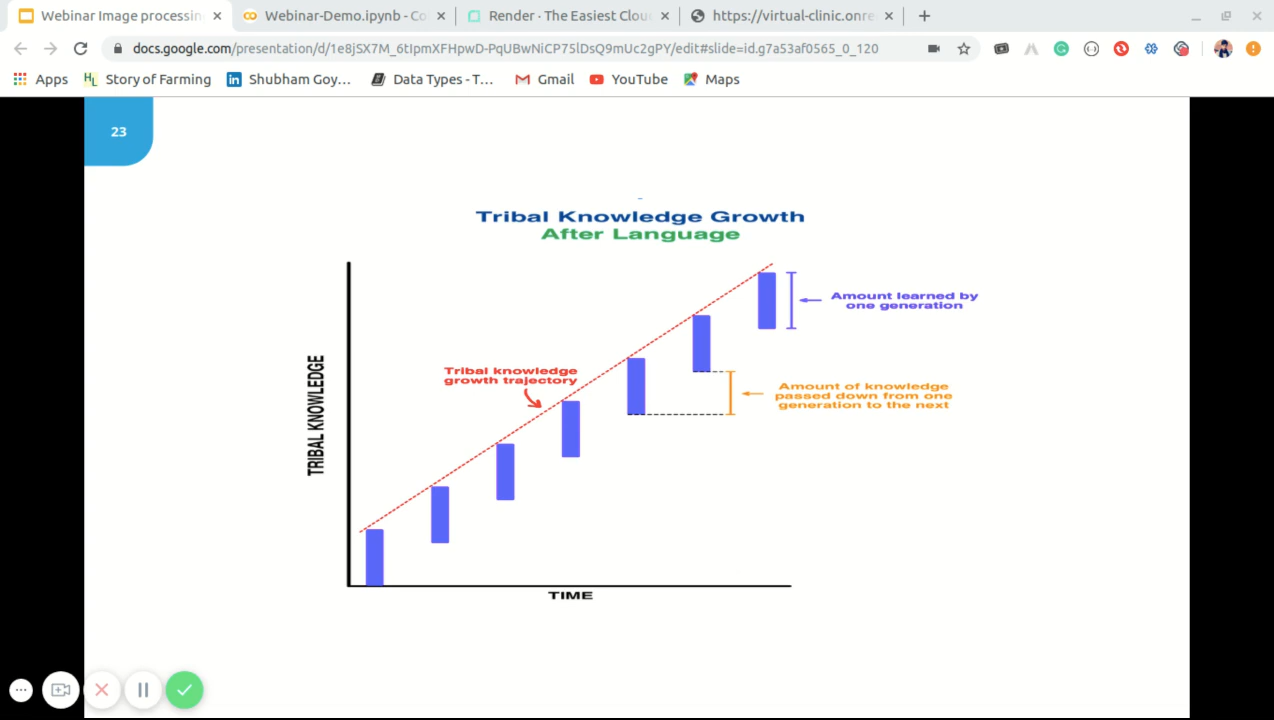 Webinar Image processin
Webinar-Demo.ipynb - Co
Render · The Easiest Clou
https://virtual-clinic.onre
docs.google.com/presentation/d/1e8jSX7M_6tIpmXFHpwD-PqUBwNiCP75lDsQ9mUc2gPY/edit#slide=id.g7a53af0565_0_120
Apps
HL Story of Farming
in Shubham Goy...
Data Types - T...
Gmail
YouTube
Maps
23
Tribal Knowledge Growth
After Language
Amount learned by
one generation
Tribal knowledge
growth trajectory
Amount of knowledge
passed down from one
generation to the next
TRIBAL KNOWLEDGE
TIME